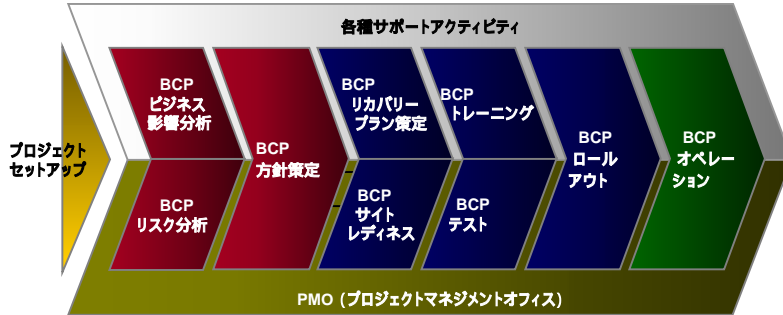 各種サポートアクティビティ
プロジェクト
セットアップ
BCP
ビジネス
影響分析
BCP
リスク分析
BCP
方針策定
BCP
リカバリー
プラン策定
BCP
サイト
レディネス
BCP
トレーニング
BCP
テスト
BCP
ロール
アウト
BCP
オペレー
ション
PMO（プロジェクトマネジメントオフィス）